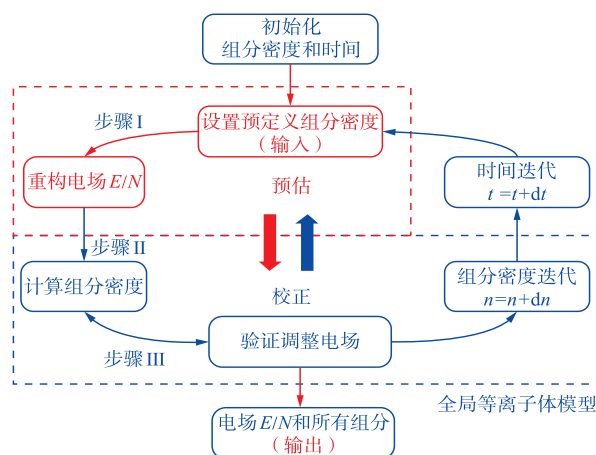 初始化
组分密度和时间
步骤 I
设置预定义组分密度
（输入）
重构电场 E/N
预估
时间迭代
t =t+dt
步骤 II
计算组分密度
校正
组分密度迭代
n=n+dn
验证调整电场
步骤 III
全局等离子体模型
电场 E/N和所有组分
（输出）